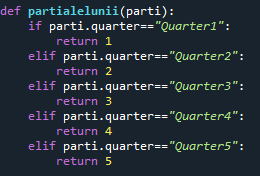 def partialelunii(parti):
    if parti.quarter=="Quarter1":
        return 1
    elif parti.quarter=="Quarter2":
        return 2
    elif parti.quarter=="Quarter3":
        return 3
    elif parti.quarter=="Quarter4":
        return 4
    elif parti.quarter=="Quarter5":
        return 5